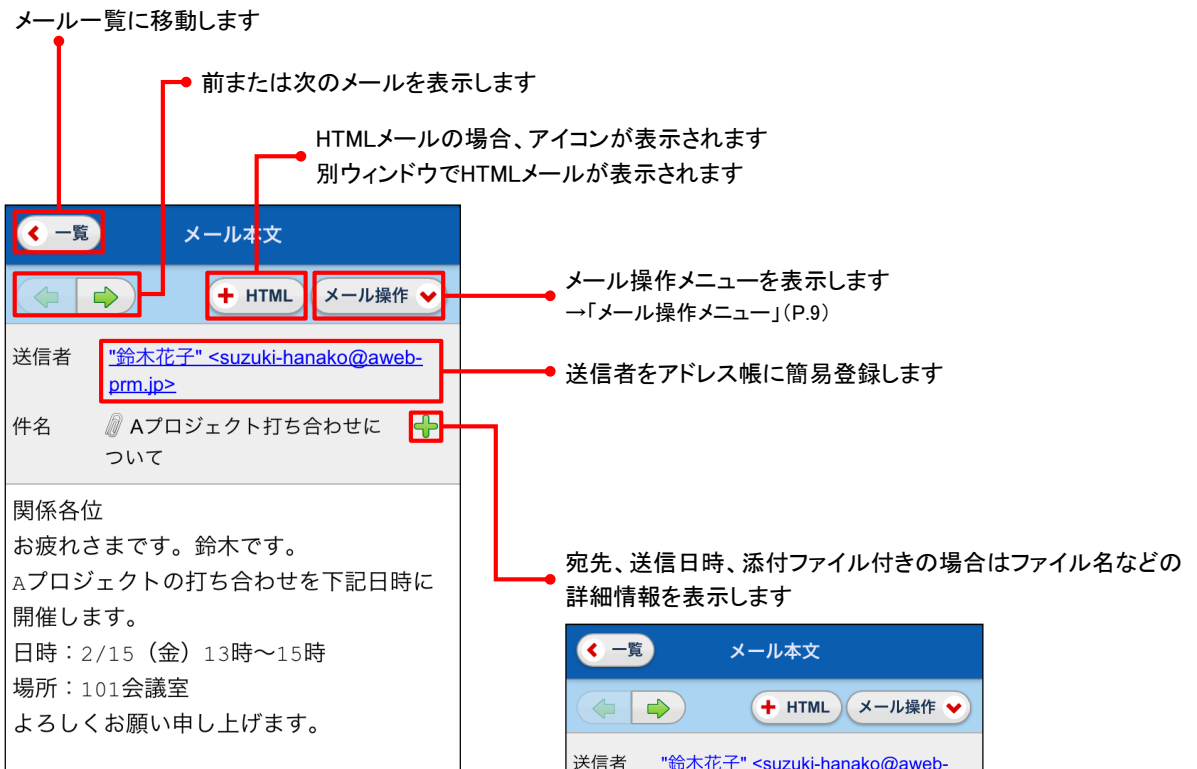 メール一覧に移動します
前または次のメールを表示します
HTMLメールの場合、アイコンが表示されます
別ウィンドウでHTMLメールが表示されます
一覧
メール本文
HTML
メール操作
メール操作メニューを表示します
→「メール操作メニュー」（P.9）
送信者
"鈴木花子" <suzuki-hanako@aweb-
prm.jp>
送信者をアドレス帳に簡易登録します
件名
Aプロジェクト打ち合わせに
ついて
関係各位
お疲れさまです。鈴木です。
Aプロジェクトの打ち合わせを下記日時に
開催します。
日時：2/15（金）13時〜15時
場所：101会議室
よろしくお願い申し上げます。
宛先、送信日時、添付ファイル付きの場合はファイル名などの
詳細情報を表示します
一覧
メール本文
HTML
メール操作
送信者
"鈴木花子" <suzuki-hanako@aweb-